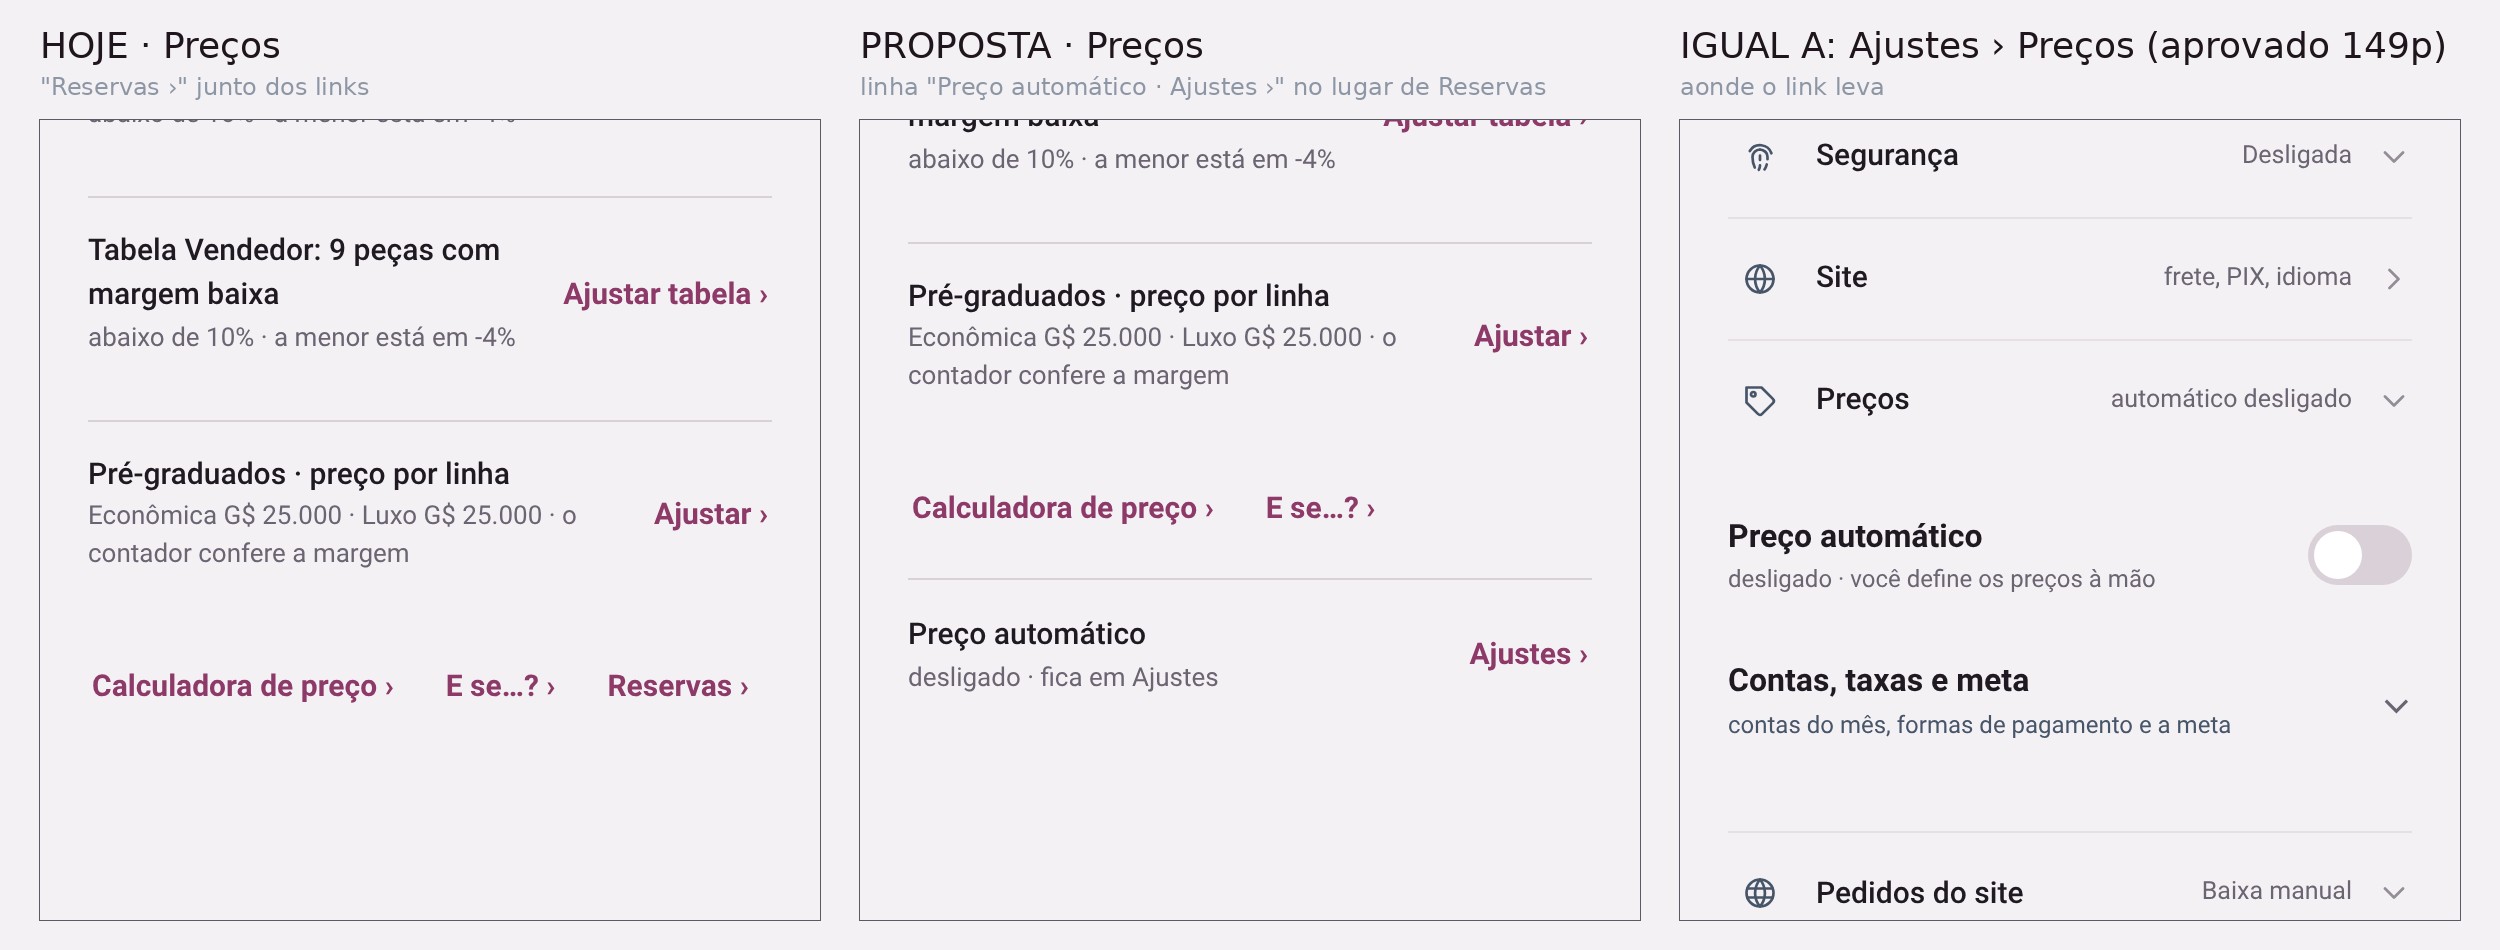 HOJE · Preços
"Reservas ›" junto dos links
Tabela Vendedor: 9 peças com
margem baixa
Ajustar tabela ›
abaixo de 10% · a menor está em -4%
Pré-graduados · preço por linha
Econômica G$ 25.000 · Luxo G$ 25.000 · o
contador confere a margem
Ajustar ›
Calculadora de preço › E se...? › Reservas ›
PROPOSTA · Preços
linha "Preço automático · Ajustes ›" no lugar de Reservas
margem baixa
Ajustar tabela ›
abaixo de 10% · a menor está em -4%
Pré-graduados · preço por linha
Econômica G$ 25.000 · Luxo G$ 25.000 · o
contador confere a margem
Ajustar ›
Calculadora de preço › E se...? ›
Preço automático
desligado · fica em Ajustes
Ajustes ›
IGUAL A: Ajustes › Preços (aprovado 149p)
aonde o link leva
Segurança Desligada
Site frete, PIX, idioma
Preços automático desligado
Preço automático
desligado · você define os preços à mão
Contas, taxas e meta
contas do mês, formas de pagamento e a meta
Pedidos do site Baixa manual